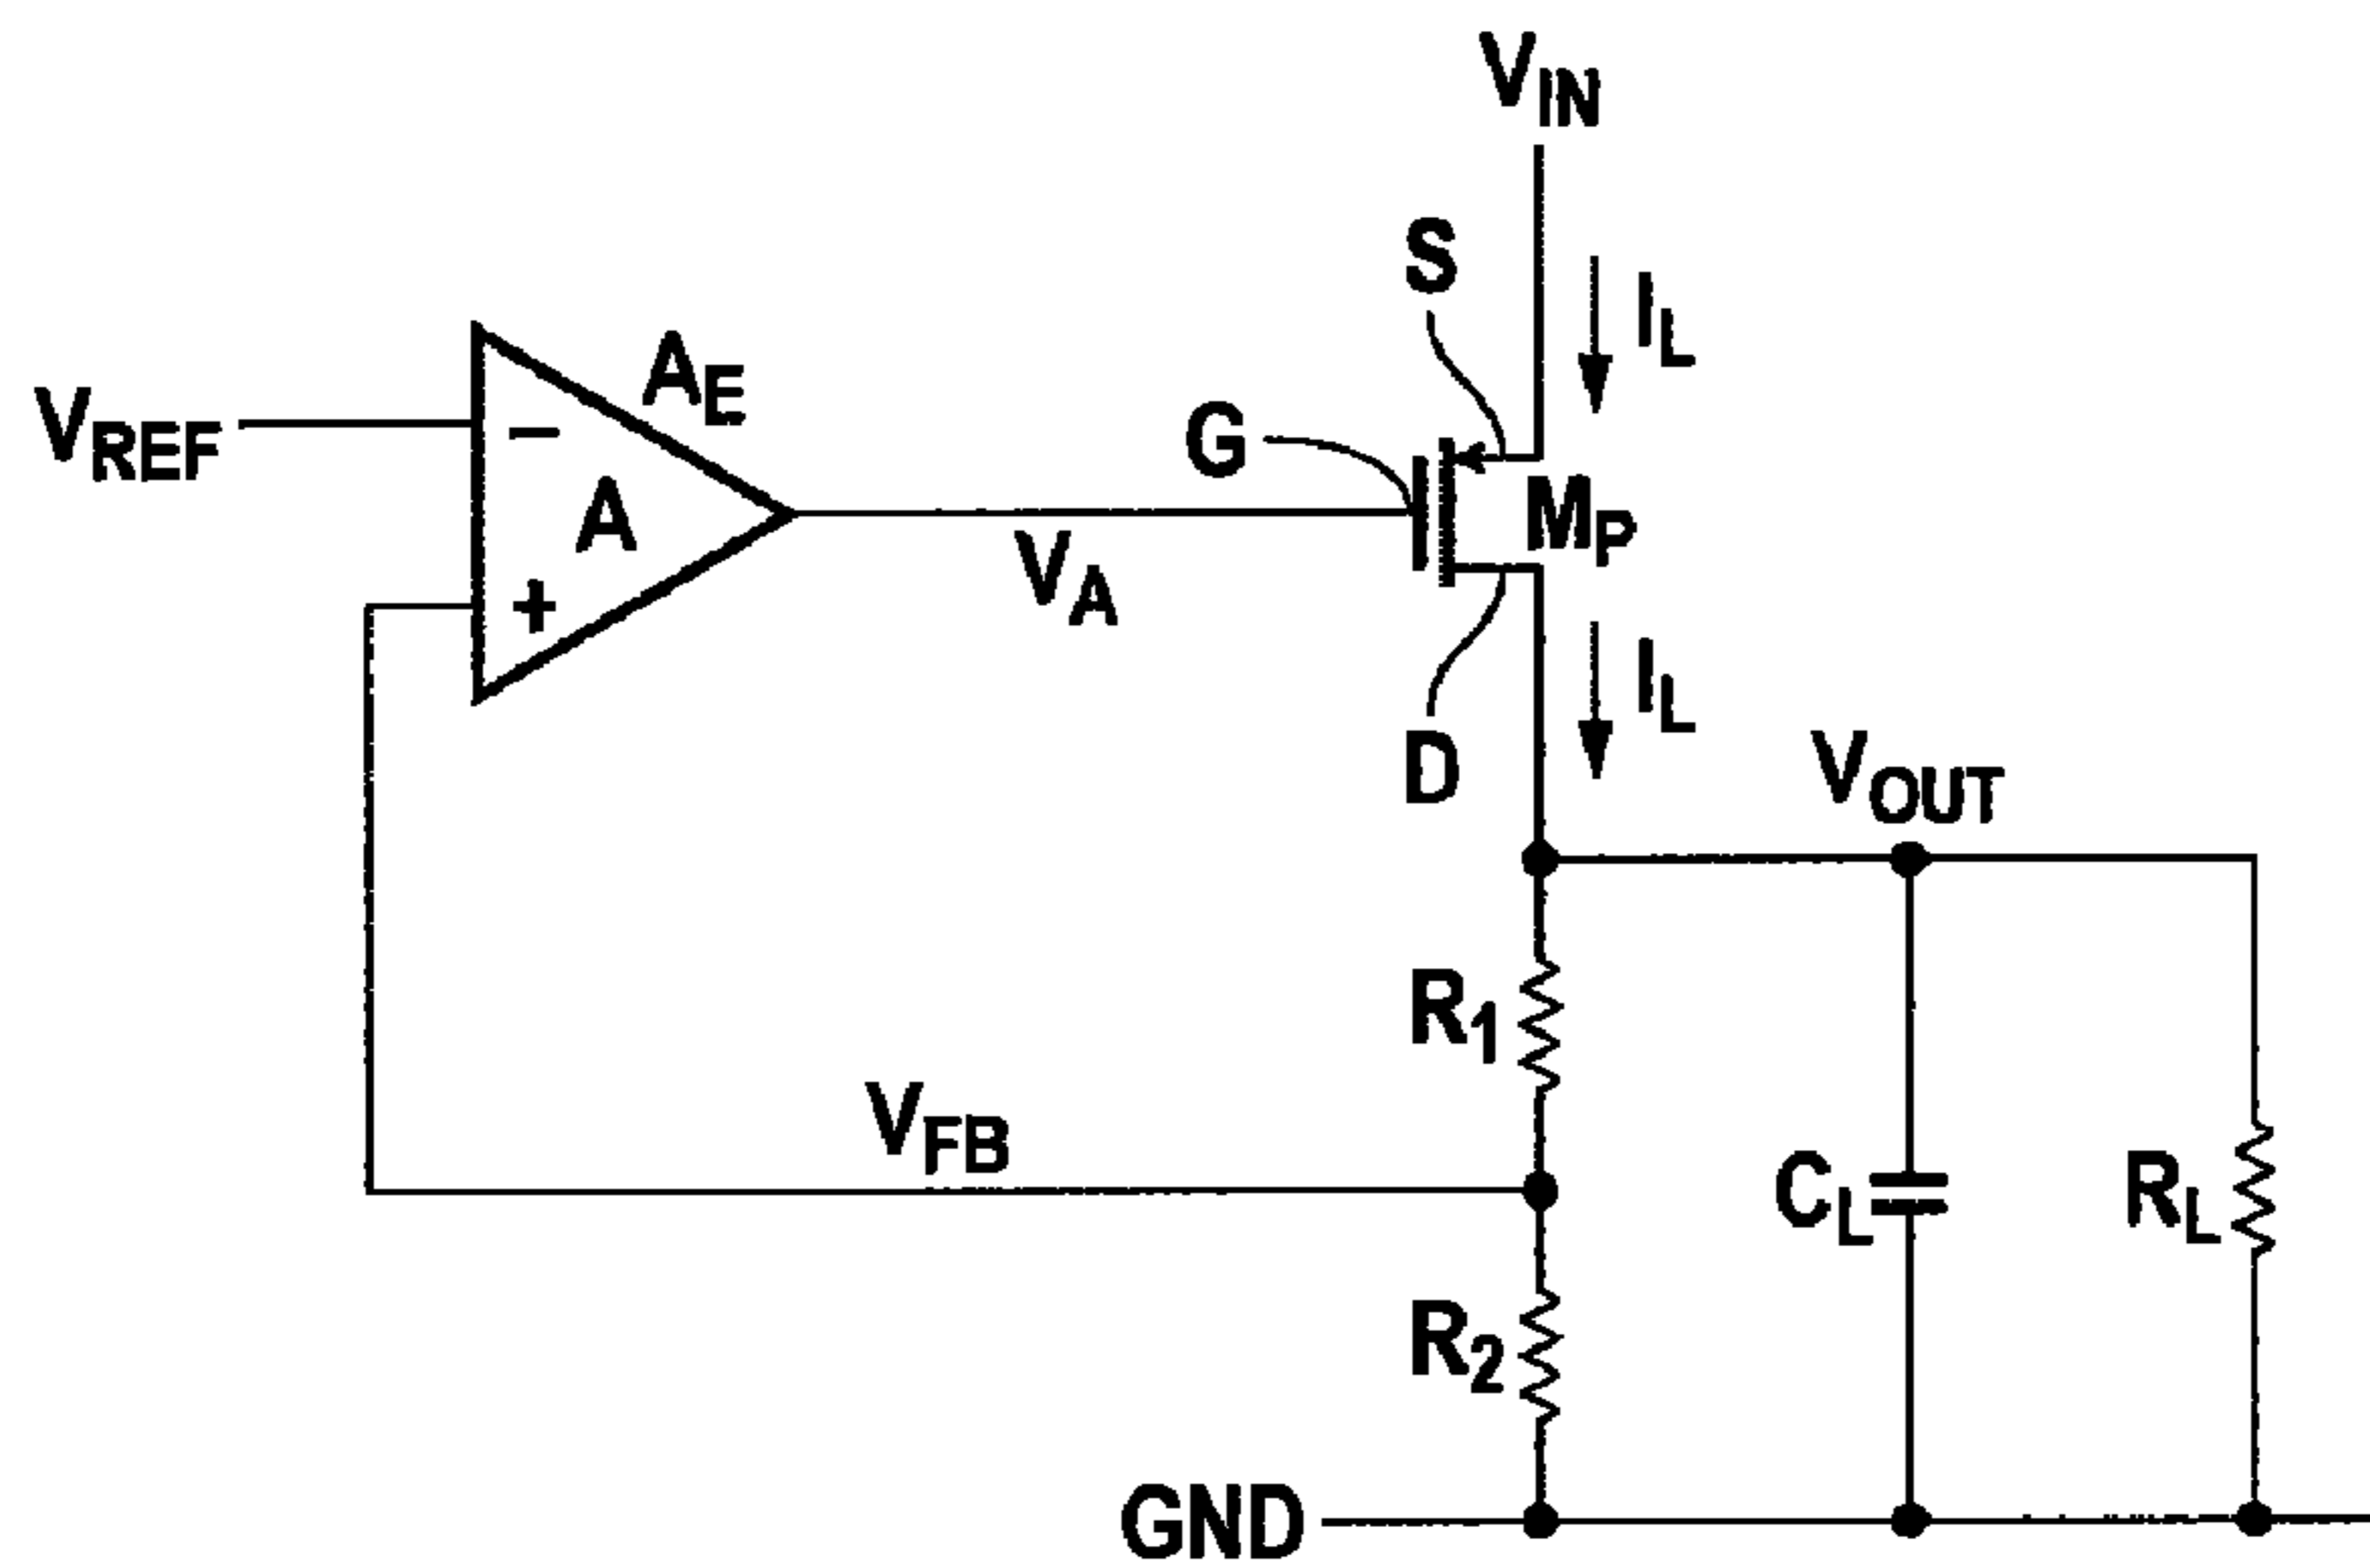 VIN
S
IL
AE
VREF
G
−
A
MP
VA
+
IL
D
VOUT
R1
VFB
CL
RL
R2
GND